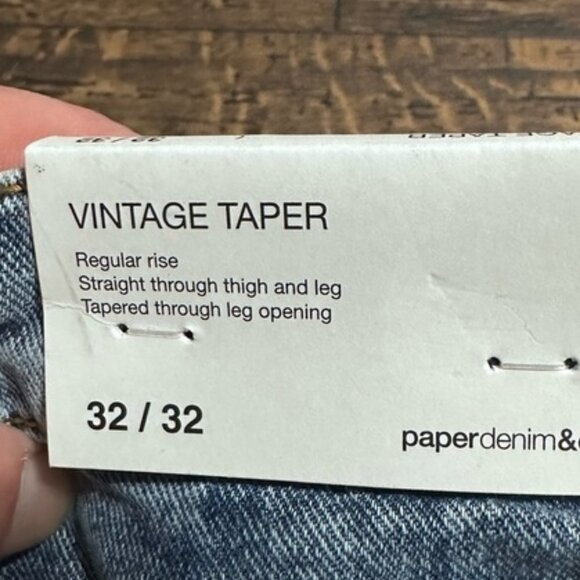 VINTAGE TAPER
Regular rise
Straight through thigh and leg
Tapered through leg opening
32 / 32
paperdenim&